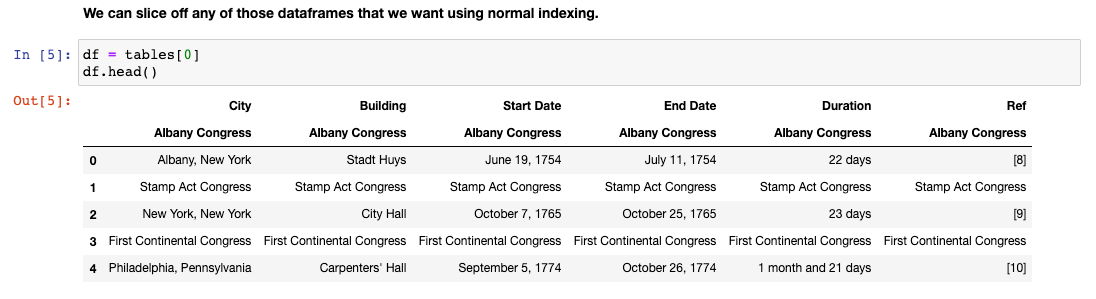 We can slice off any of those dataframes that we want using normal indexing.
In [5]: df = tables[0]
df.head()
Out[5]:
City Building Start Date End Date Duration Ref
Albany Congress Albany Congress Albany Congress Albany Congress Albany Congress Albany Congress
0 Albany, New York Stadt Huys June 19, 1754 July 11, 1754 22 days [8]
1 Stamp Act Congress Stamp Act Congress Stamp Act Congress Stamp Act Congress Stamp Act Congress Stamp Act Congress
2 New York, New York City Hall October 7, 1765 October 25, 1765 23 days [9]
3 First Continental Congress First Continental Congress First Continental Congress First Continental Congress First Continental Congress First Continental Congress
4 Philadelphia, Pennsylvania Carpenters' Hall September 5, 1774 October 26, 1774 1 month and 21 days [10]